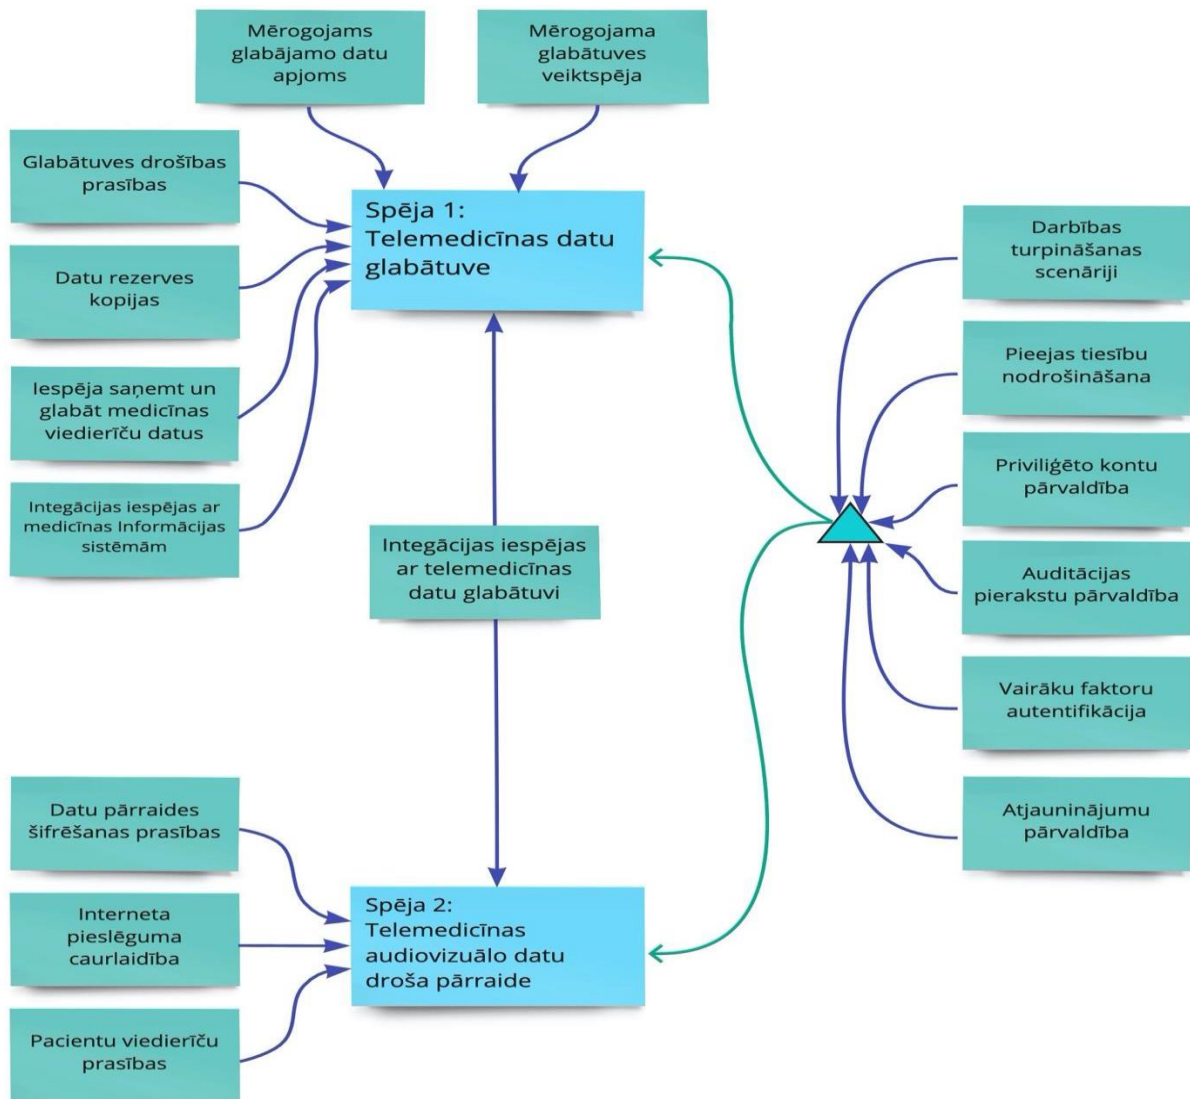 Mērogojams
glabājamo datu
apjoms
Mērogojama
glabātuves
veiktspēja
Glabātuves drošības
prasības
Datu rezerves
kopijas
Iespēja saņemt un
glabāt medicīnas
viedierīču datus
Integācijas iespējas ar
medicīnas Informācijas
sistēmām
Spēja 1:
Telemedicīnas datu
glabātuve
Integācijas iespējas
ar telemedicīnas
datu glabātuvi
Darbības
turpināšanas
scenāriji
Pieejas tiesību
nodrošināšana
Priviliģēto kontu
pārvaldība
Auditācijas
pierakstu pārvaldība
Vairāku faktoru
autentifikācija
Atjauninājumu
pārvaldība
Datu pārraides
šifrēšanas prasības
Interneta
pieslēguma
caurlaidība
Pacientu viedierīču
prasības
Spēja 2:
Telemedicīnas
audiovizuālo datu
droša pārraide